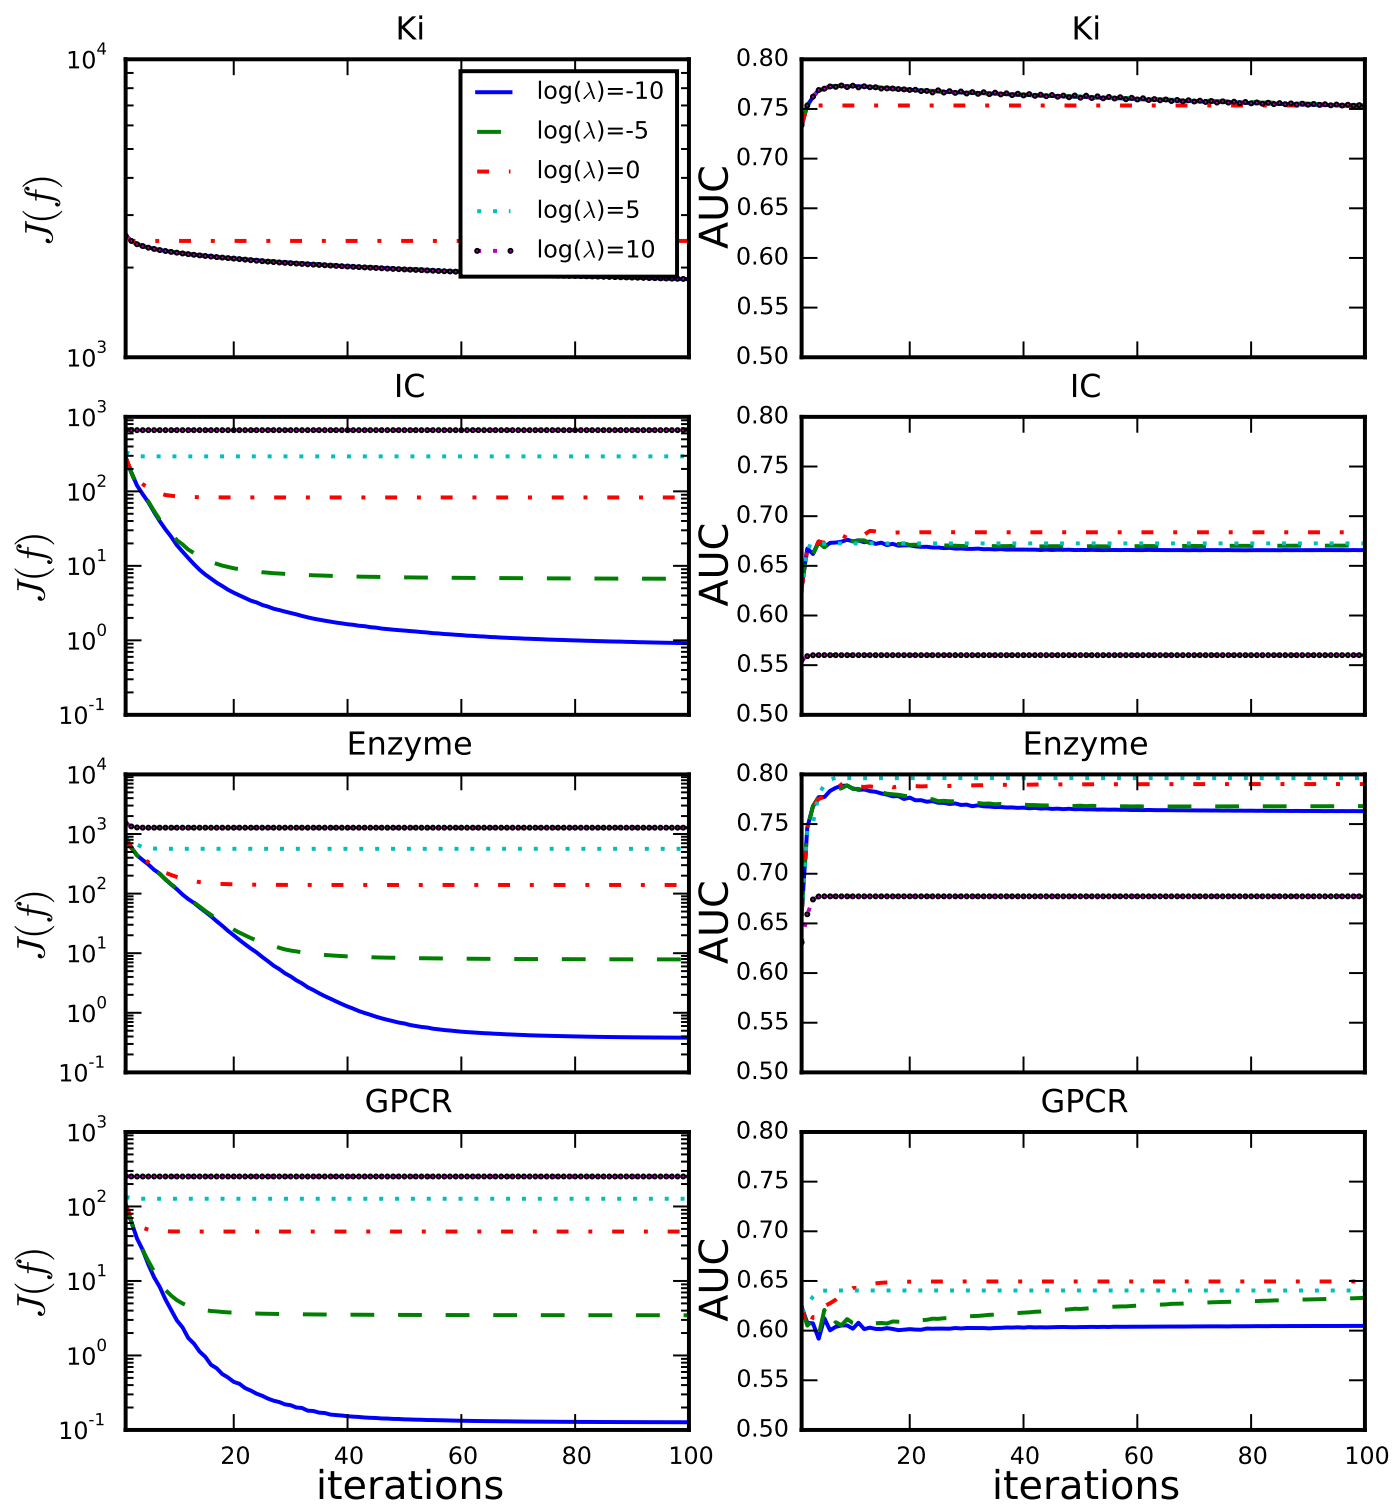 Ki
Ki
10^4
10^3
J(f)
log(λ)=-10
log(λ)=-5
log(λ)=0
log(λ)=5
log(λ)=10
0.80
0.75
0.70
0.65
0.60
0.55
0.50
AUC
IC
IC
10^3
10^2
10^1
10^0
10^-1
J(f)
0.80
0.75
0.70
0.65
0.60
0.55
0.50
AUC
Enzyme
Enzyme
10^4
10^3
10^2
10^1
10^0
10^-1
J(f)
0.80
0.75
0.70
0.65
0.60
0.55
0.50
AUC
GPCR
GPCR
10^3
10^2
10^1
10^0
10^-1
J(f)
0.80
0.75
0.70
0.65
0.60
0.55
0.50
AUC
20 40 60 80 100
20 40 60 80 100
iterations
iterations